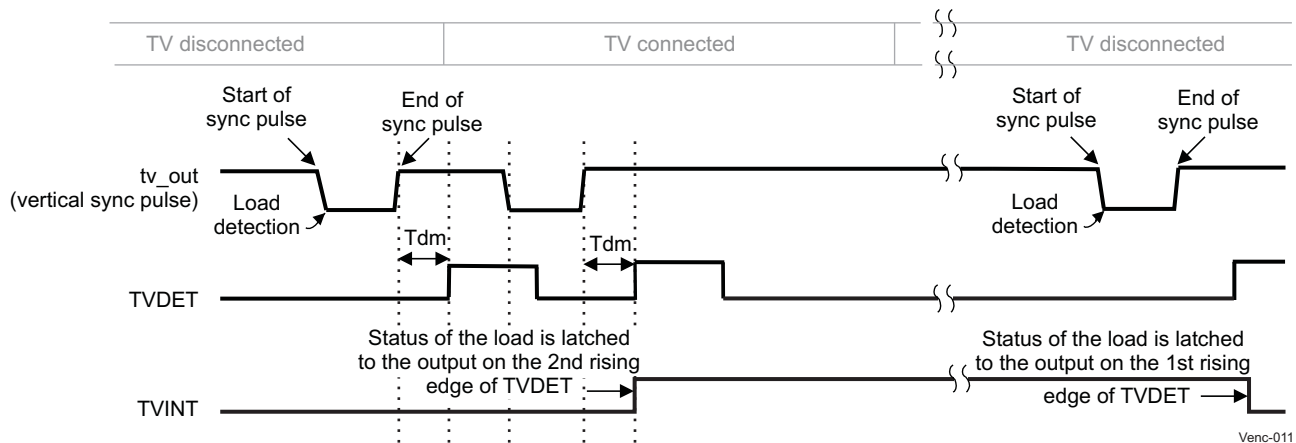 TV disconnected
TV connected
TV disconnected
Start of
sync pulse
End of
sync pulse
Start of
sync pulse
End of
sync pulse
tv_out
(vertical sync pulse)
Load
detection
Load
detection
Tdm
Tdm
TVDET
Status of the load is latched
to the output on the 2nd rising
edge of TVDET
Status of the load is latched
to the output on the 1st rising
edge of TVDET
TVINT
Venc-011